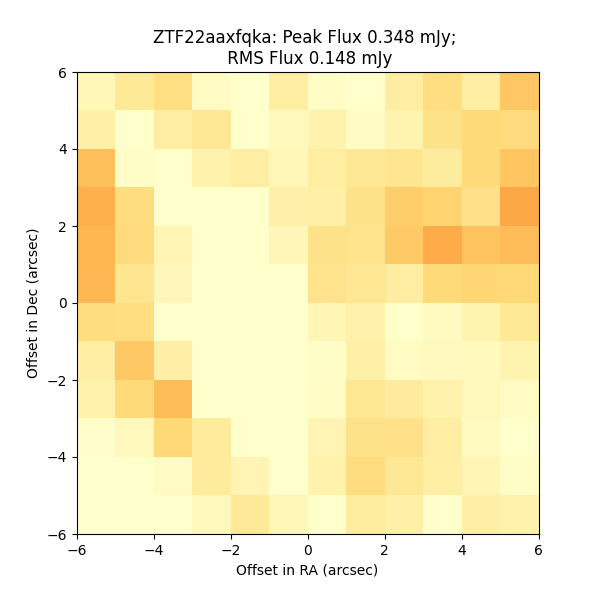 ZTF22aaxfqka: Peak Flux 0.348 mJy;
RMS Flux 0.148 mJy
6
4
2
0
−2
−4
−6
Offset in Dec (arcsec)
−6 −4 −2 0 2 4 6
Offset in RA (arcsec)